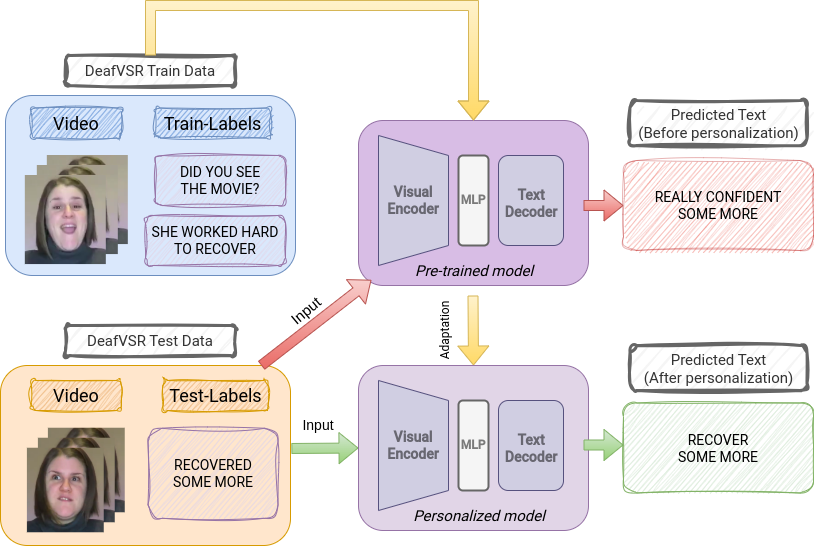 DeafVSR Train Data
Video
Train-Labels
DID YOU SEE
THE MOVIE?
SHE WORKED HARD
TO RECOVER
Visual
Encoder
MLP
Text
Decoder
Pre-trained model
Predicted Text
(Before personalization)
REALLY CONFIDENT
SOME MORE
Input
Adaptation
DeafVSR Test Data
Video
Test-Labels
RECOVERED
SOME MORE
Input
Visual
Encoder
MLP
Text
Decoder
Personalized model
Predicted Text
(After personalization)
RECOVER
SOME MORE